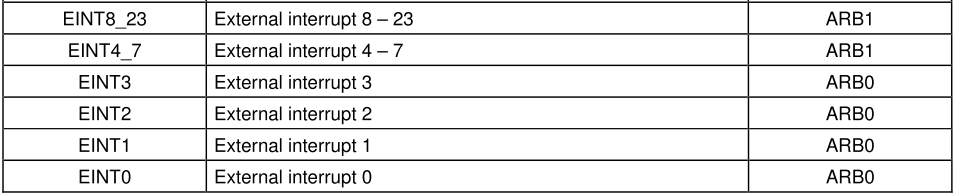 EINT8_23 External interrupt 8 – 23 ARB1
EINT4_7 External interrupt 4 – 7 ARB1
EINT3 External interrupt 3 ARB0
EINT2 External interrupt 2 ARB0
EINT1 External interrupt 1 ARB0
EINT0 External interrupt 0 ARB0